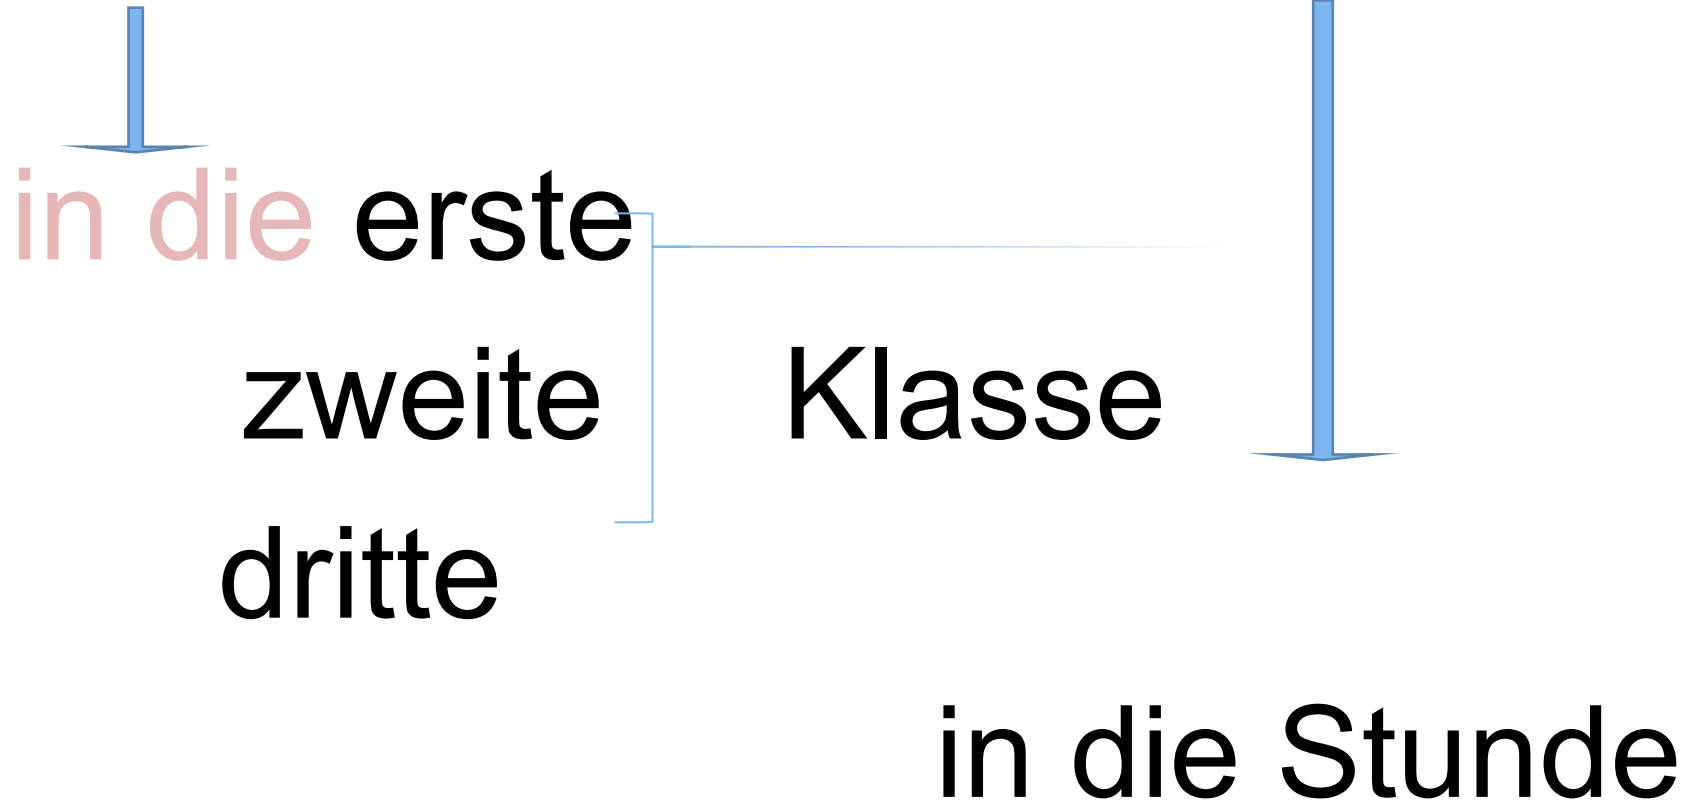 in die erste
zweite Klasse
dritte
in die Stunde